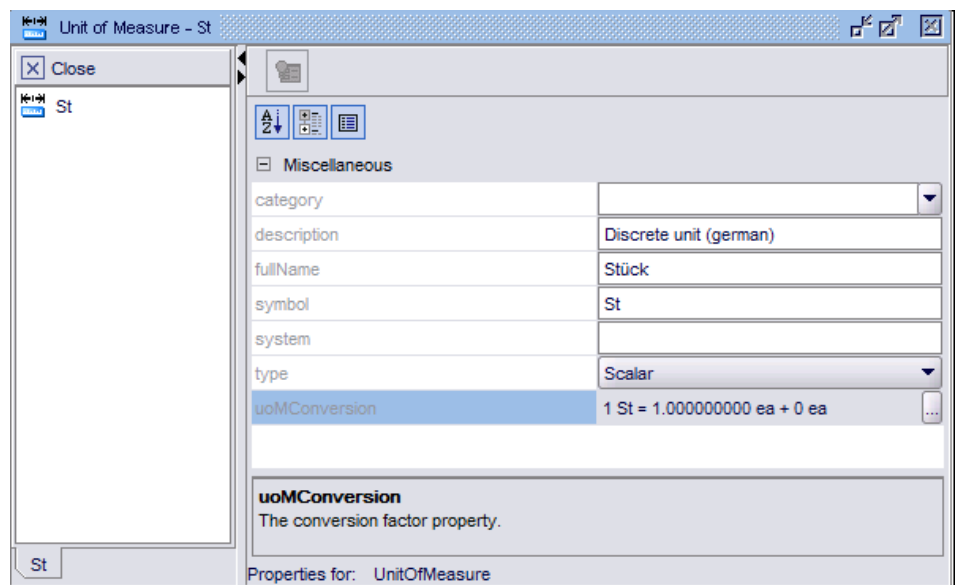 Unit of Measure - St
Close
St
Miscellaneous
category
description Discrete unit (german)
fullName Stück
symbol St
system
type Scalar
uoMConversion 1 St = 1.000000000 ea + 0 ea ...
uoMConversion
The conversion factor property.
St
Properties for: UnitOfMeasure